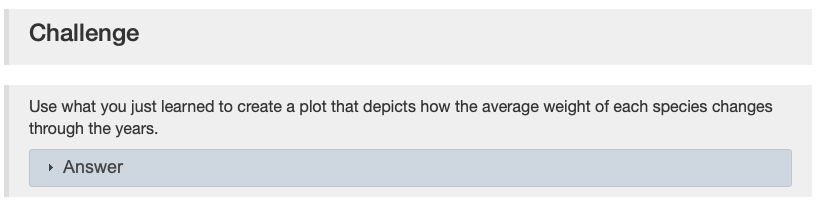 Challenge
Use what you just learned to create a plot that depicts how the average weight of each species changes
through the years.
Answer